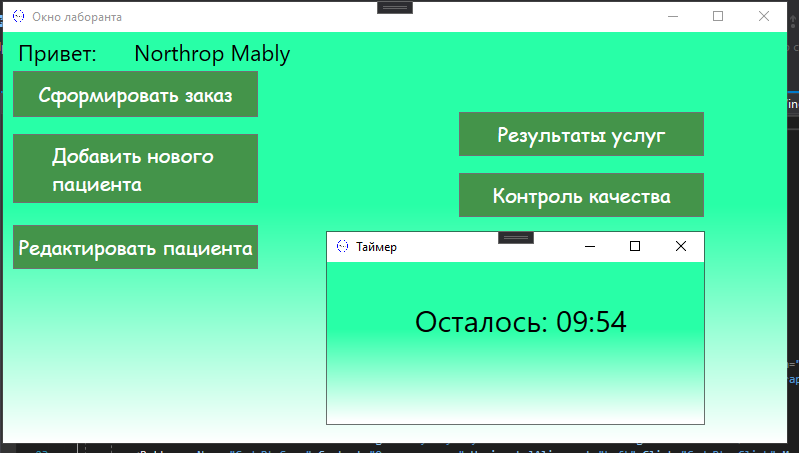 Окно лаборанта
Привет: Northrop Mably
Сформировать заказ
Добавить нового
пациента
Редактировать пациента
Результаты услуг
Контроль качества
Таймер
Осталось: 09:54